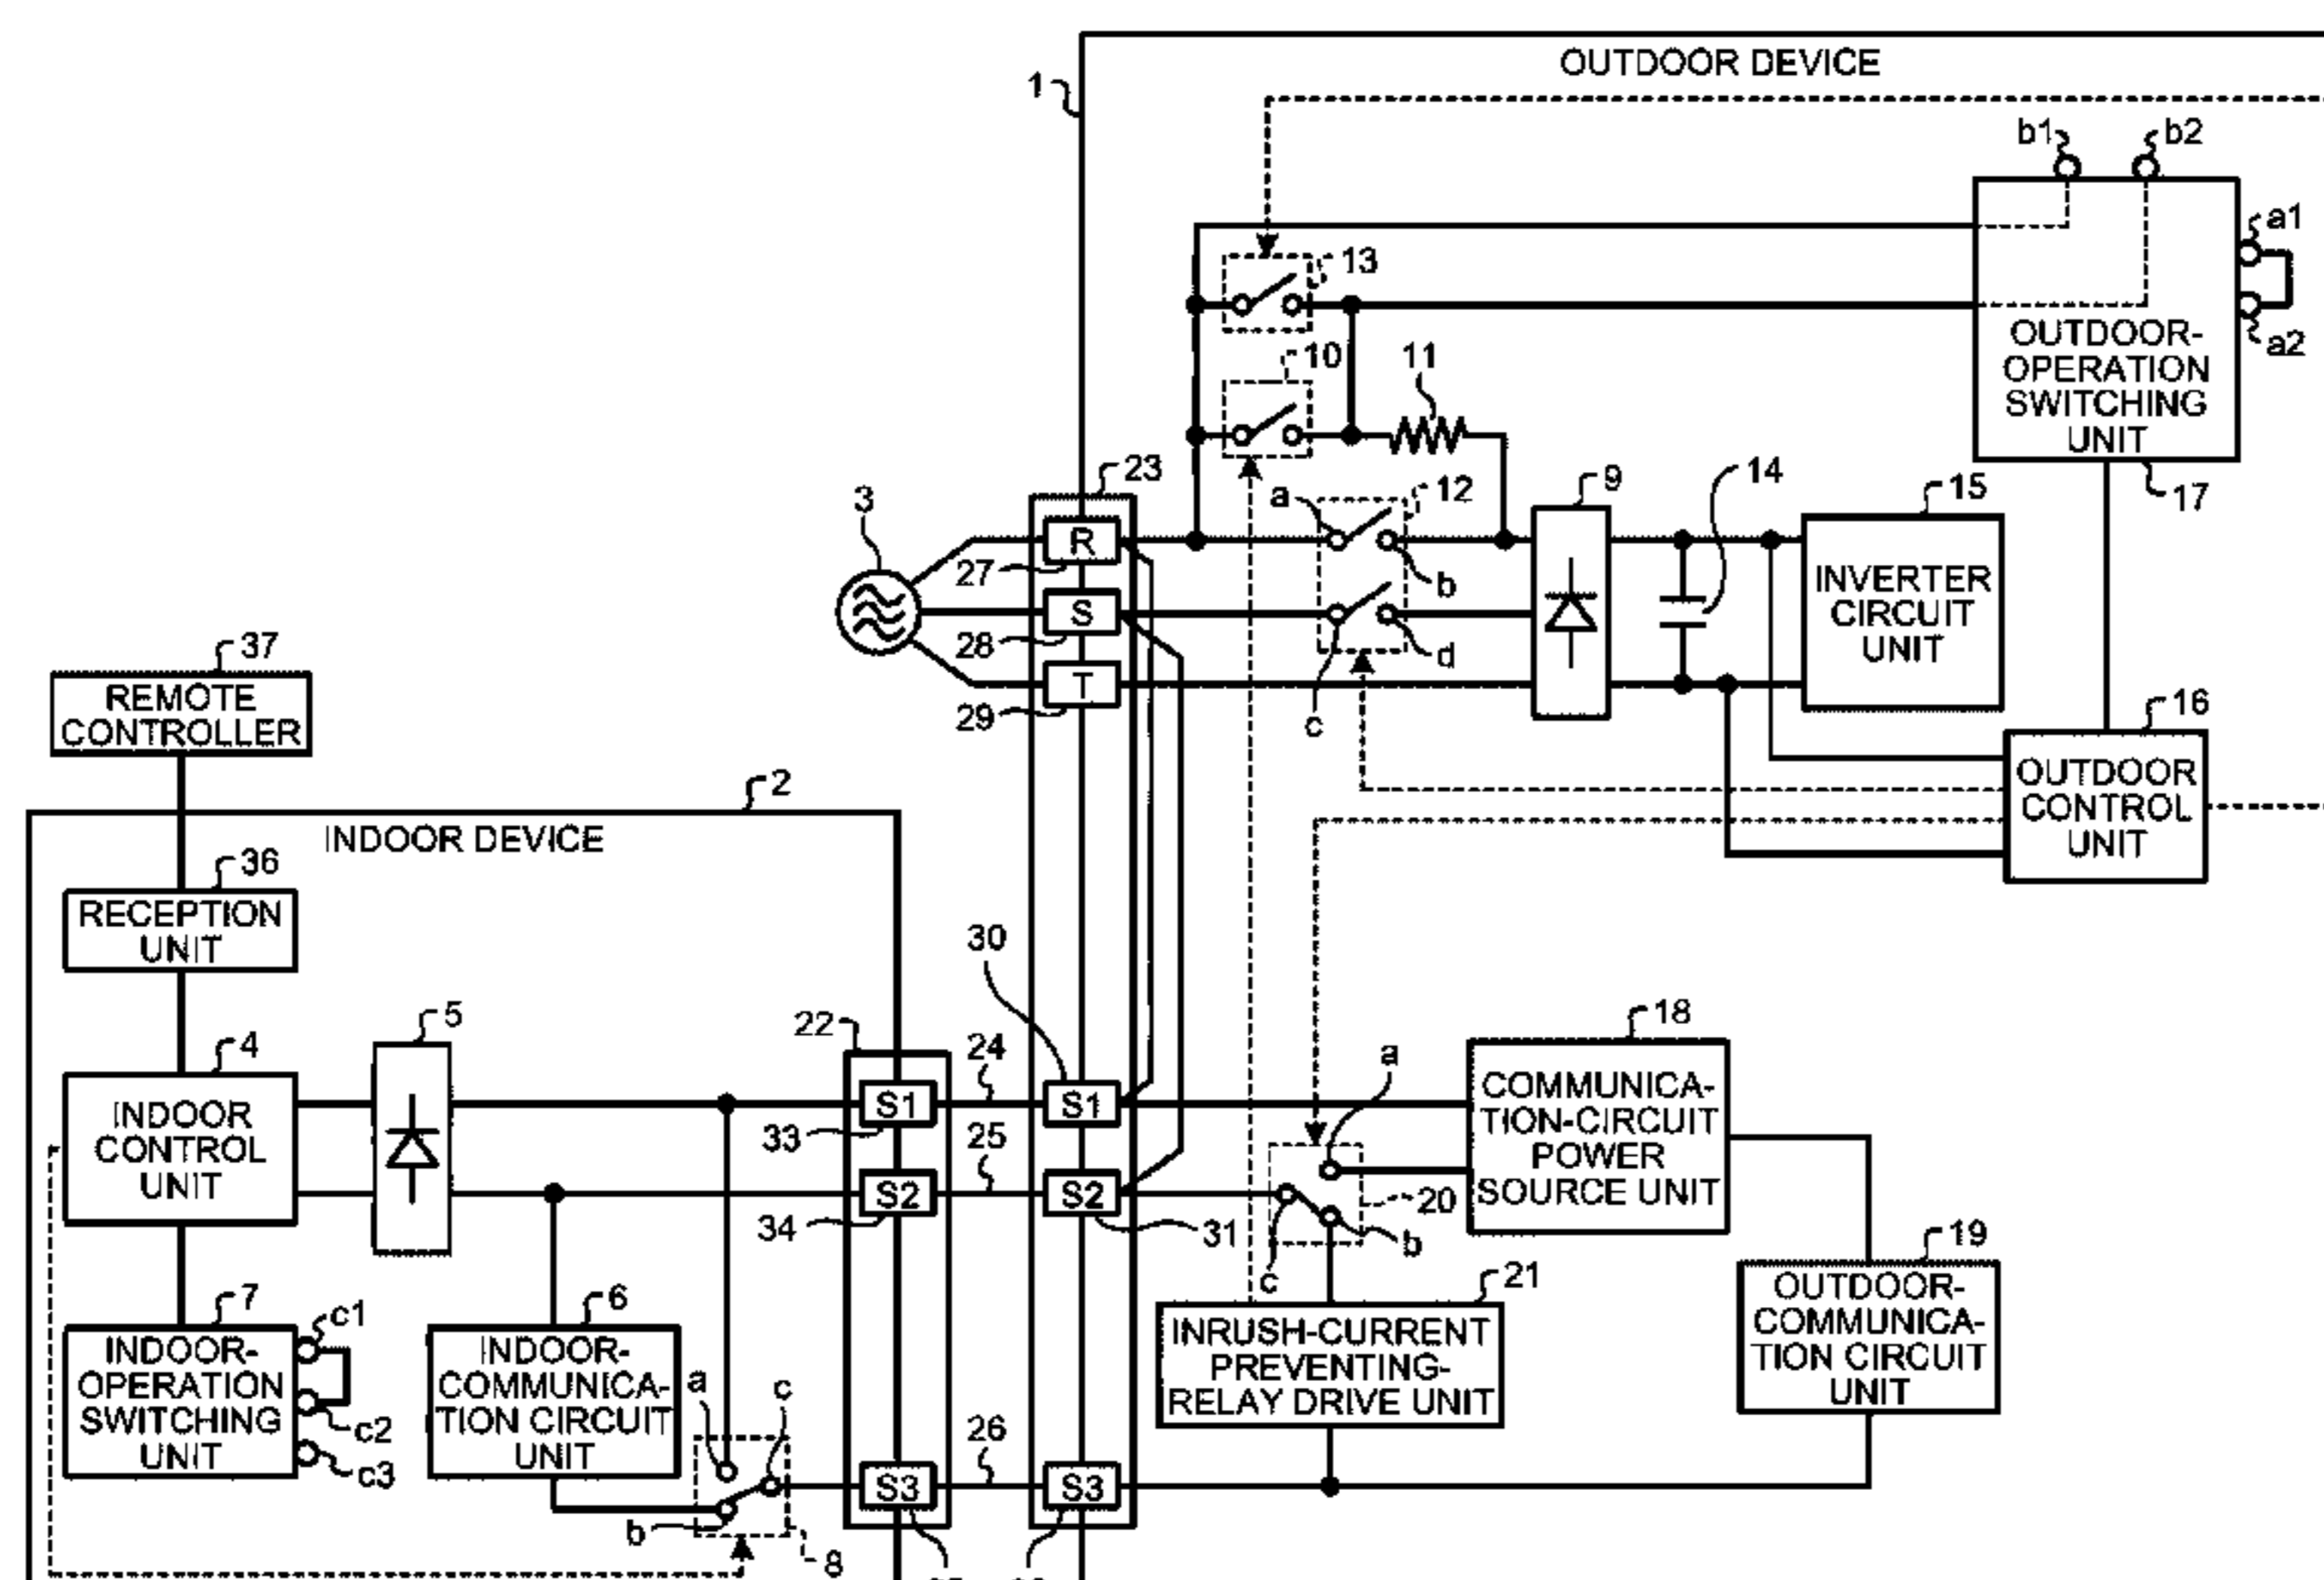 OUTDOOR DEVICE
1
b1
b2
a1
a2
13
10
11
OUTDOOR-
OPERATION
SWITCHING
UNIT
17
23
3
R
27
S
28
T
29
a
12
b
c
d
9
14
15
INVERTER
CIRCUIT
UNIT
16
OUTDOOR
CONTROL
UNIT
37
REMOTE
CONTROLLER
2
INDOOR DEVICE
36
RECEPTION
UNIT
4
INDOOR
CONTROL
UNIT
5
22
S1
33
S2
34
24
25
30
S1
S2
31
a
20
b
c
18
COMMUNICA-
TION-CIRCUIT
POWER
SOURCE UNIT
19
OUTDOOR-
COMMUNICA-
TION CIRCUIT
UNIT
21
INRUSH-CURRENT
PREVENTING-
RELAY DRIVE UNIT
7
INDOOR-
OPERATION
SWITCHING
UNIT
c1
c2
c3
6
INDOOR-
COMMUNICA-
TION CIRCUIT
UNIT
a
c
b
8
S3
26
S3